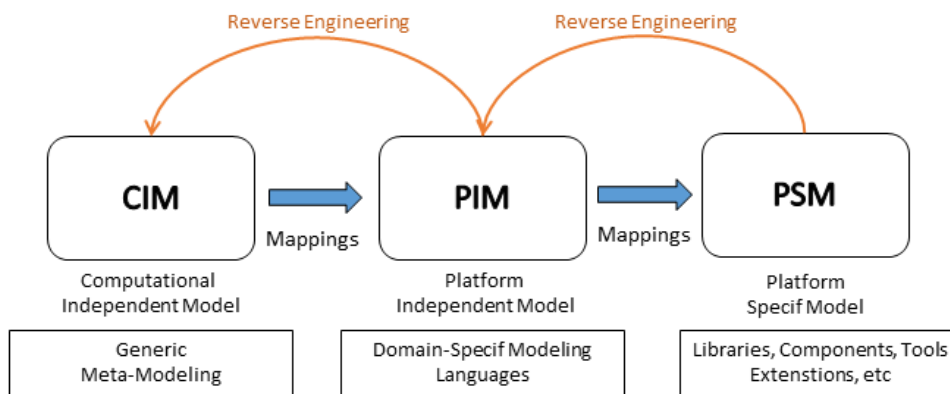 Reverse Engineering
Reverse Engineering
CIM
PIM
PSM
Mappings
Mappings
Computational
Independent Model
Platform
Independent Model
Platform
Specif Model
Generic
Meta-Modeling
Domain-Specif Modeling
Languages
Libraries, Components, Tools
Extenstions, etc